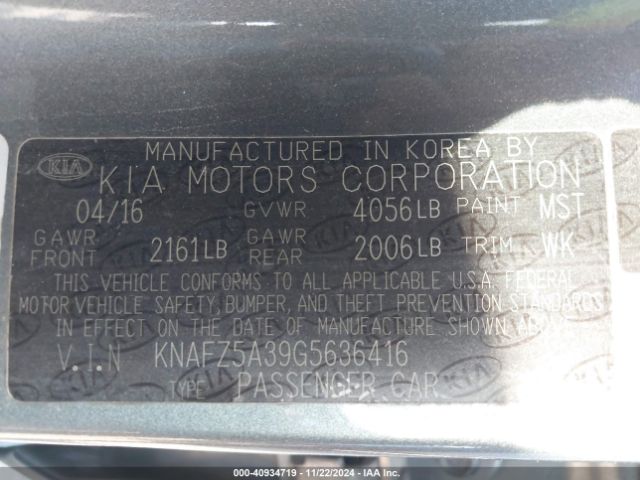 MANUFACTURED IN KOREA BY
KIA KIA MOTORS CORPORATION
04/16 GVWR 4056LB PAINT MST
GAWR FRONT 2161LB GAWR REAR 2006LB TRIM WK
THIS VEHICLE CONFORMS TO ALL APPLICABLE U.S.A. FEDERAL
MOTOR VEHICLE SAFETY, BUMPER, AND THEFT PREVENTION STANDARDS
IN EFFECT ON THE DATE OF MANUFACTURE SHOWN ABOVE
V.I.N KNAFZ5A39G5636416
TYPE PASSENGER CAR
000-40934719 - 11/22/2024 - IAA Inc.